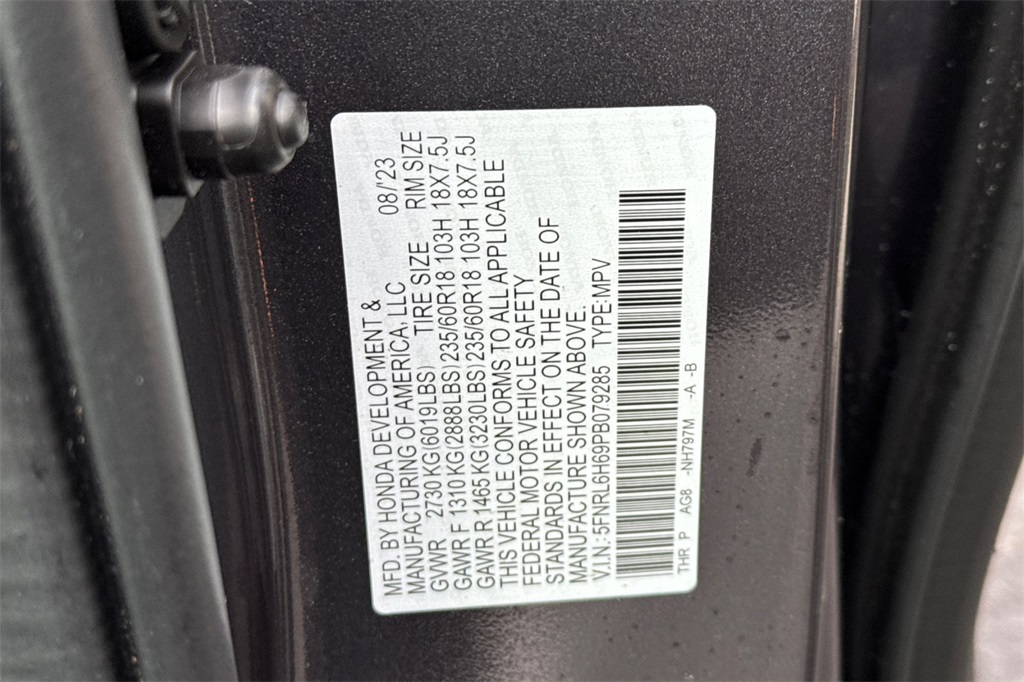 MFD. BY HONDA DEVELOPMENT &
MANUFACTURING OF AMERICA, LLC 08/'23
GVWR 2730 KG(6019LBS) TIRE SIZE RIM SIZE
GAWR F 1310 KG(2888LBS) 235/60R18 103H 18X7.5J
GAWR R 1465 KG(3230LBS) 235/60R18 103H 18X7.5J
THIS VEHICLE CONFORMS TO ALL APPLICABLE
FEDERAL MOTOR VEHICLE SAFETY
STANDARDS IN EFFECT ON THE DATE OF
MANUFACTURE SHOWN ABOVE.
V.I.N.: 5FNRL6H69PB079285 TYPE:MPV
THR P AG8 -NH797M -A -B